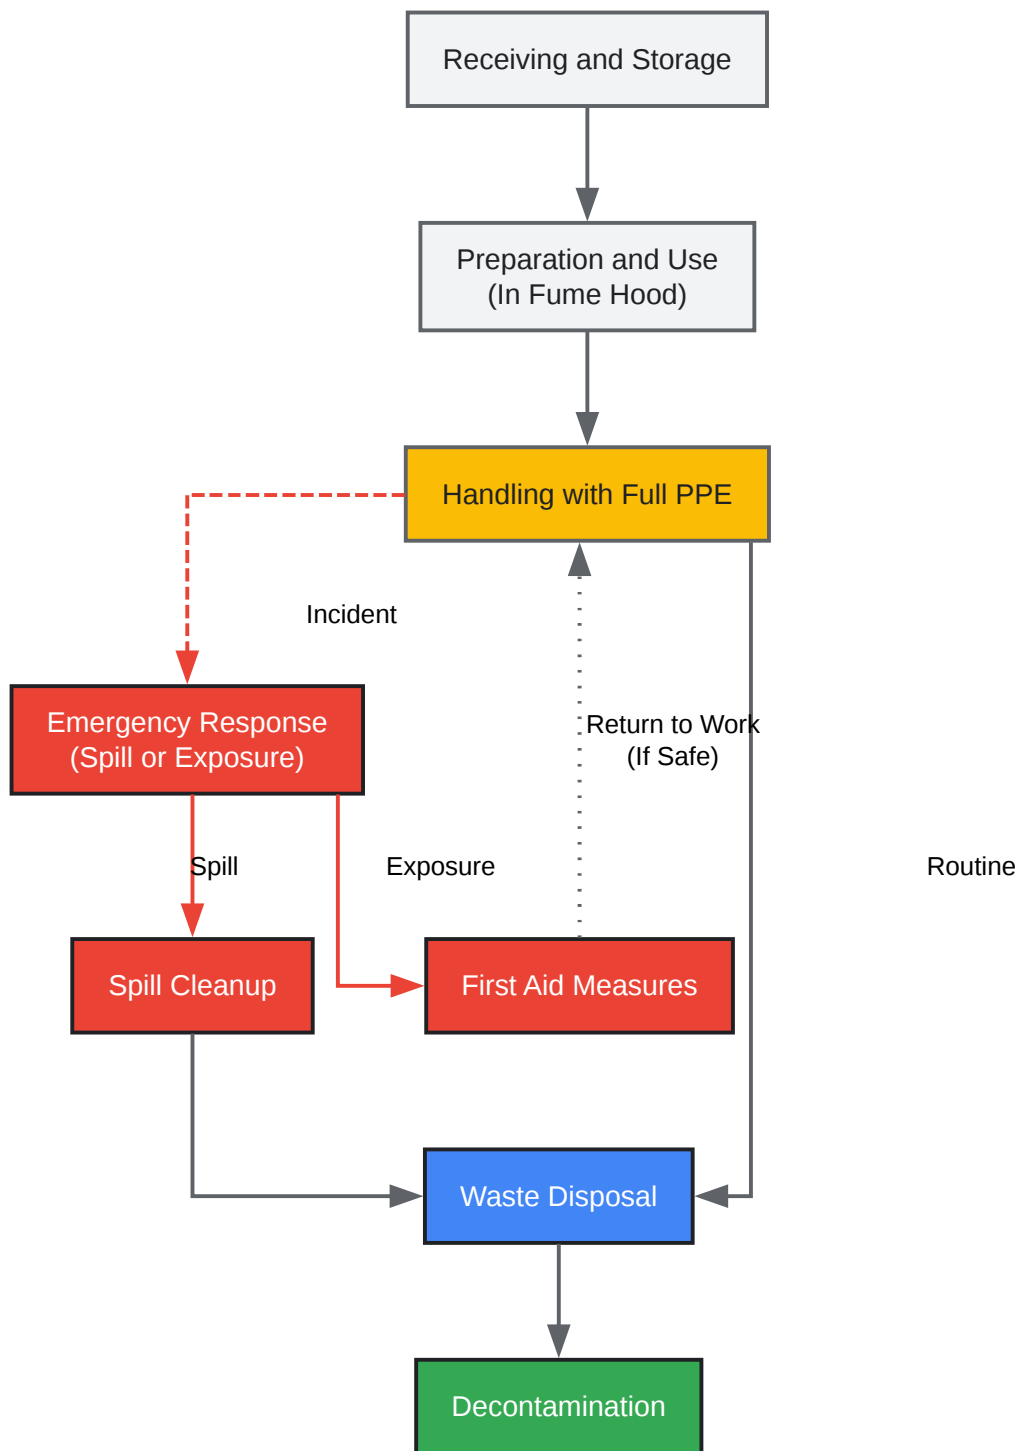 Receiving and Storage
Preparation and Use
(In Fume Hood)
Handling with Full PPE
Incident
Emergency Response
(Spill or Exposure)
Return to Work
(If Safe)
Spill
Exposure
Routine
Spill Cleanup
First Aid Measures
Waste Disposal
Decontamination